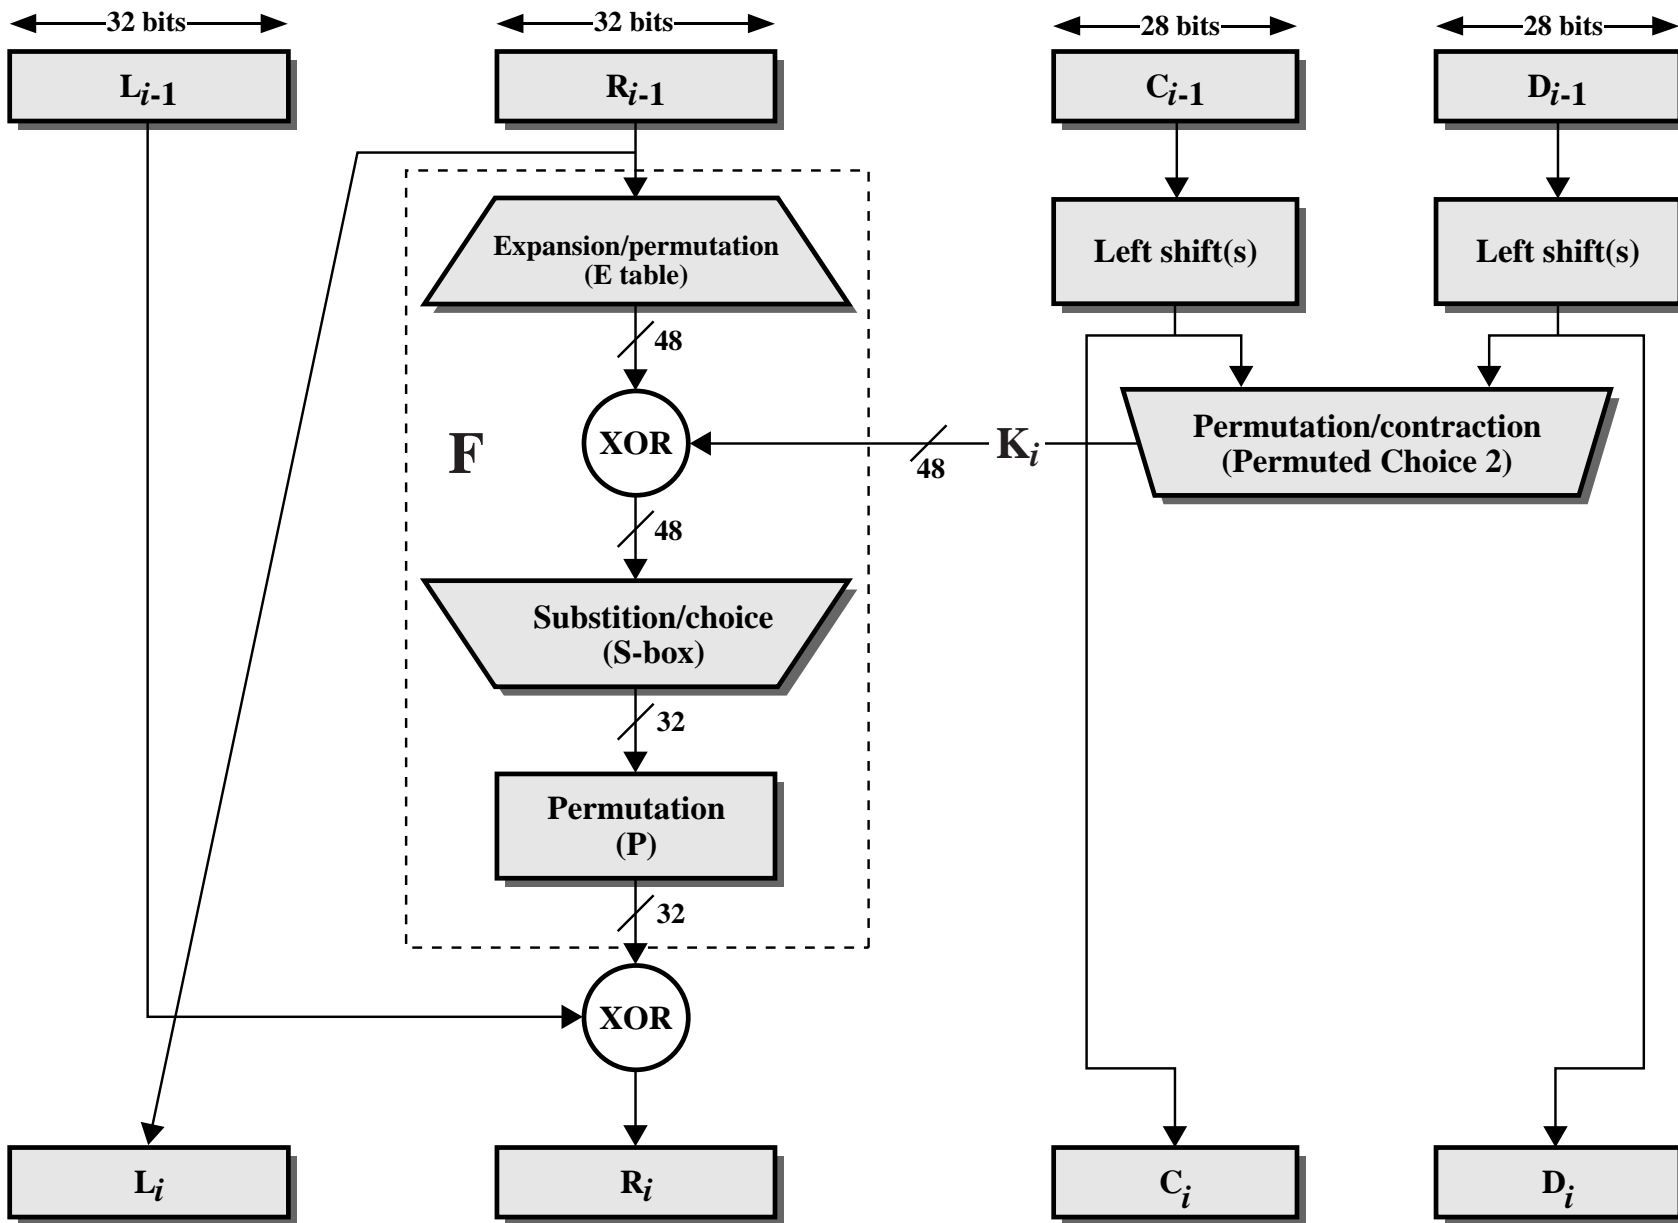 32 bits
32 bits
28 bits
28 bits
Li-1
Ri-1
Ci-1
Di-1
Expansion/permutation
(E table)
Left shift(s)
Left shift(s)
48
F
XOR
48
Ki
Permutation/contraction
(Permuted Choice 2)
48
Substition/choice
(S-box)
32
Permutation
(P)
32
XOR
Li
Ri
Ci
Di